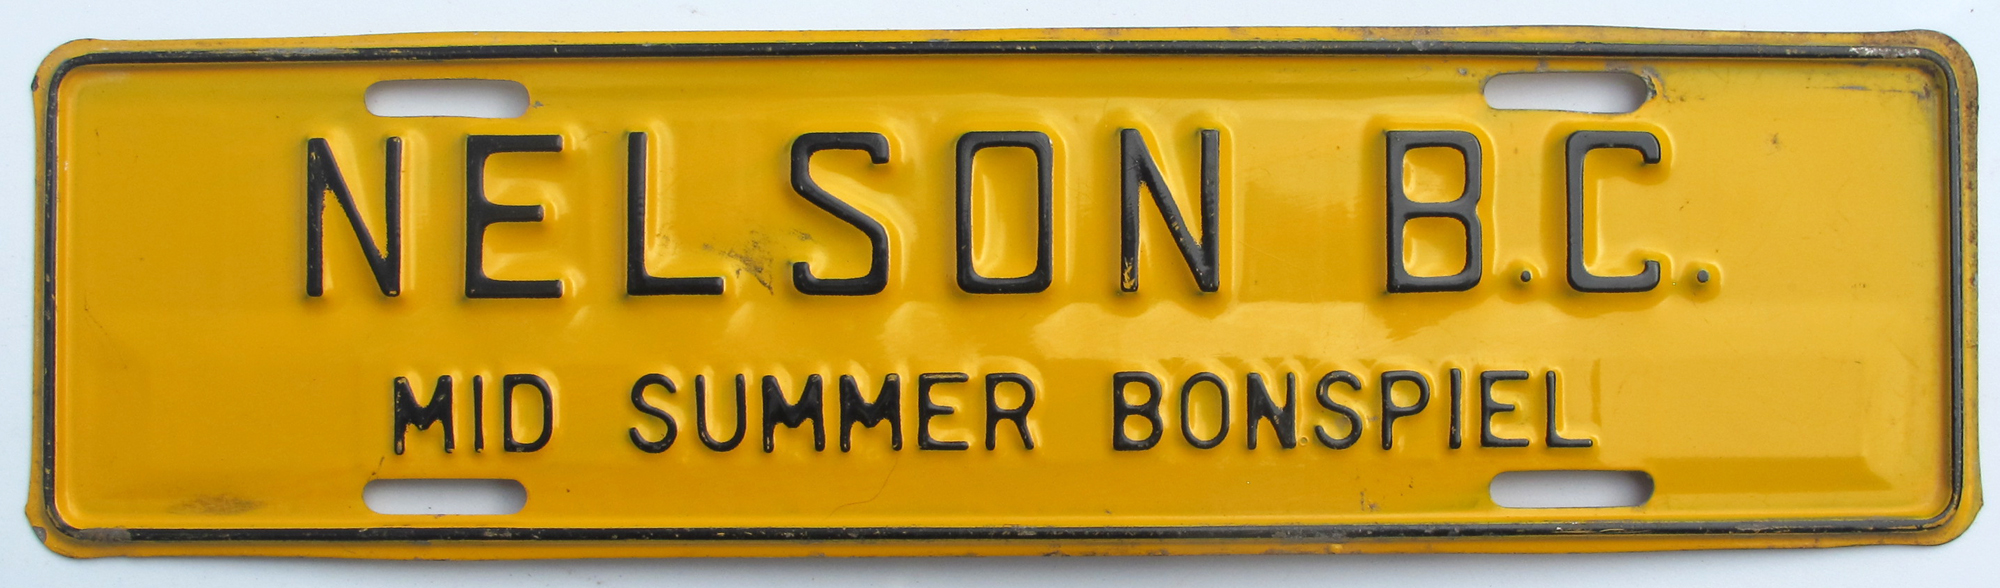 NELSON B.C.
MID SUMMER BONSPIEL